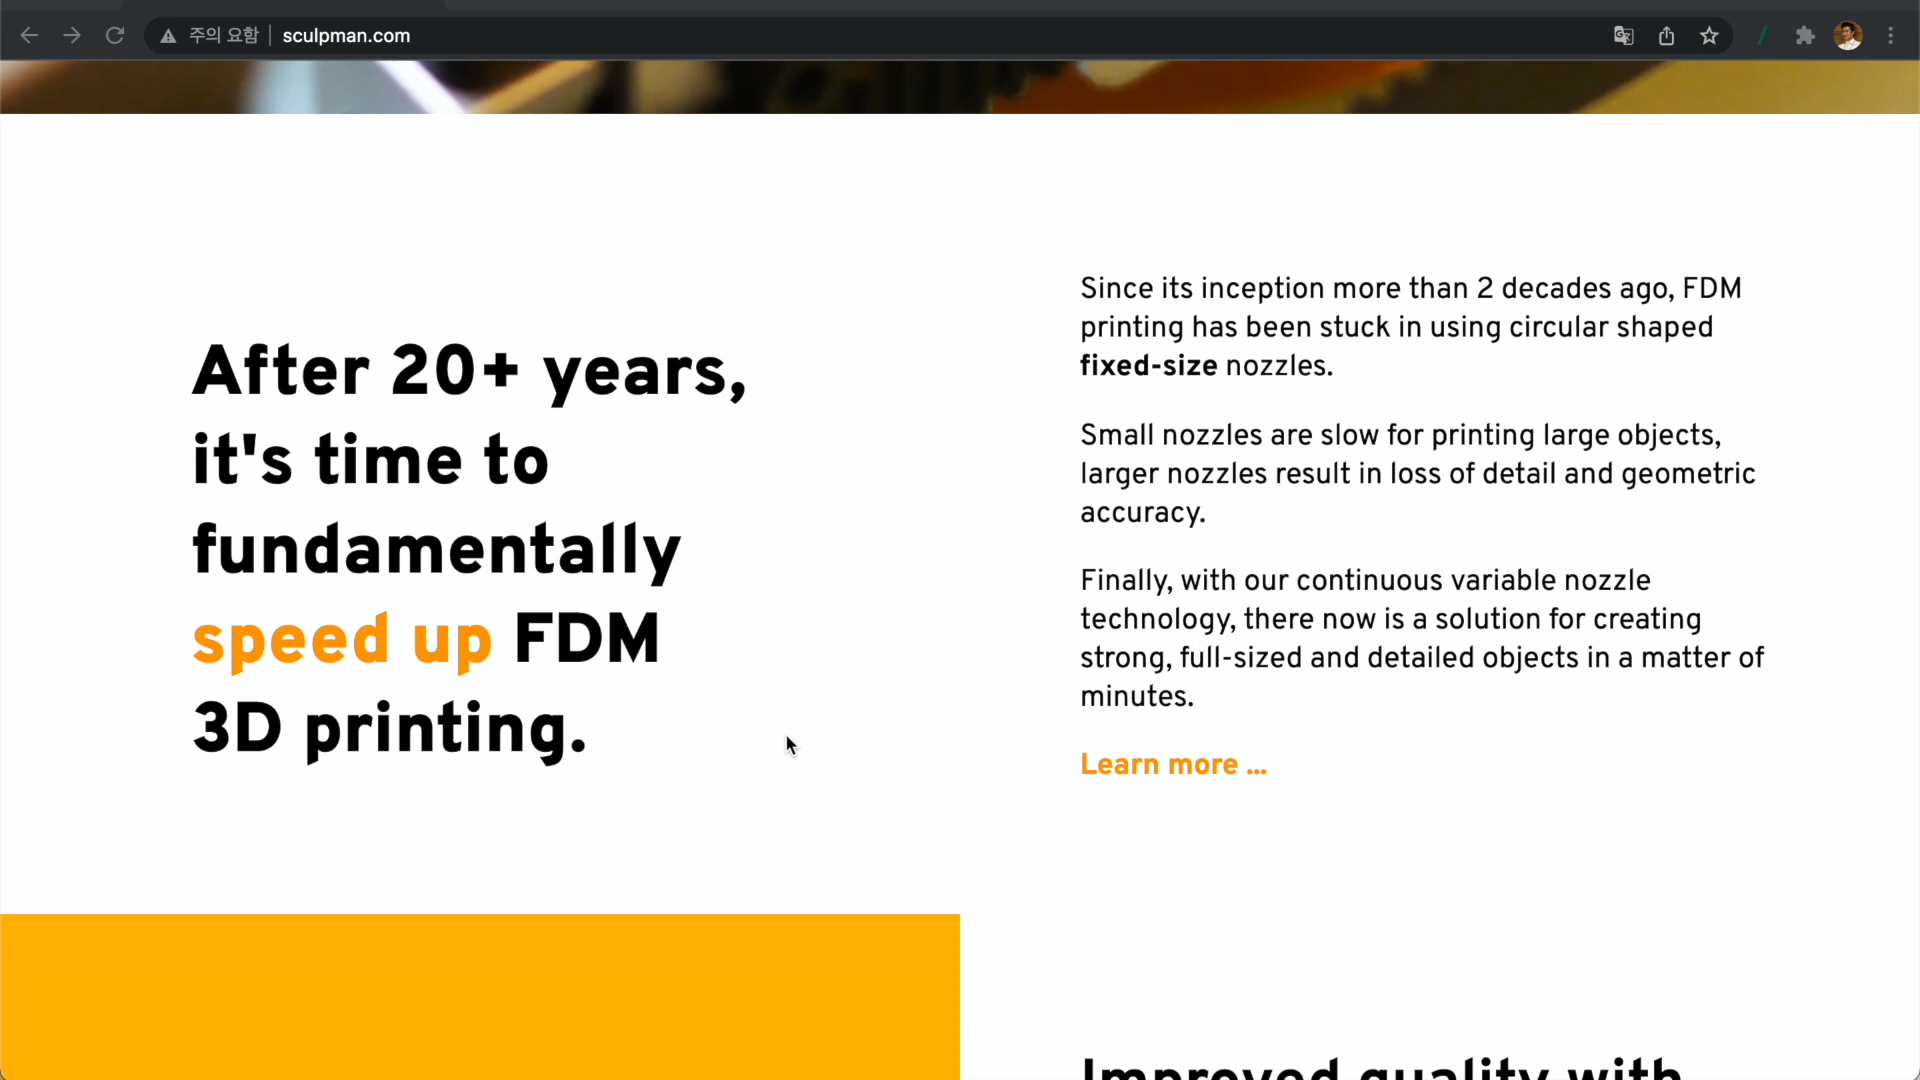 주의 요함 sculpman.com
After 20+ years,
it's time to
fundamentally
speed up FDM
3D printing.
Since its inception more than 2 decades ago, FDM
printing has been stuck in using circular shaped
fixed-size nozzles.
Small nozzles are slow for printing large objects,
larger nozzles result in loss of detail and geometric
accuracy.
Finally, with our continuous variable nozzle
technology, there now is a solution for creating
strong, full-sized and detailed objects in a matter of
minutes.
Learn more ...
Improved quality with